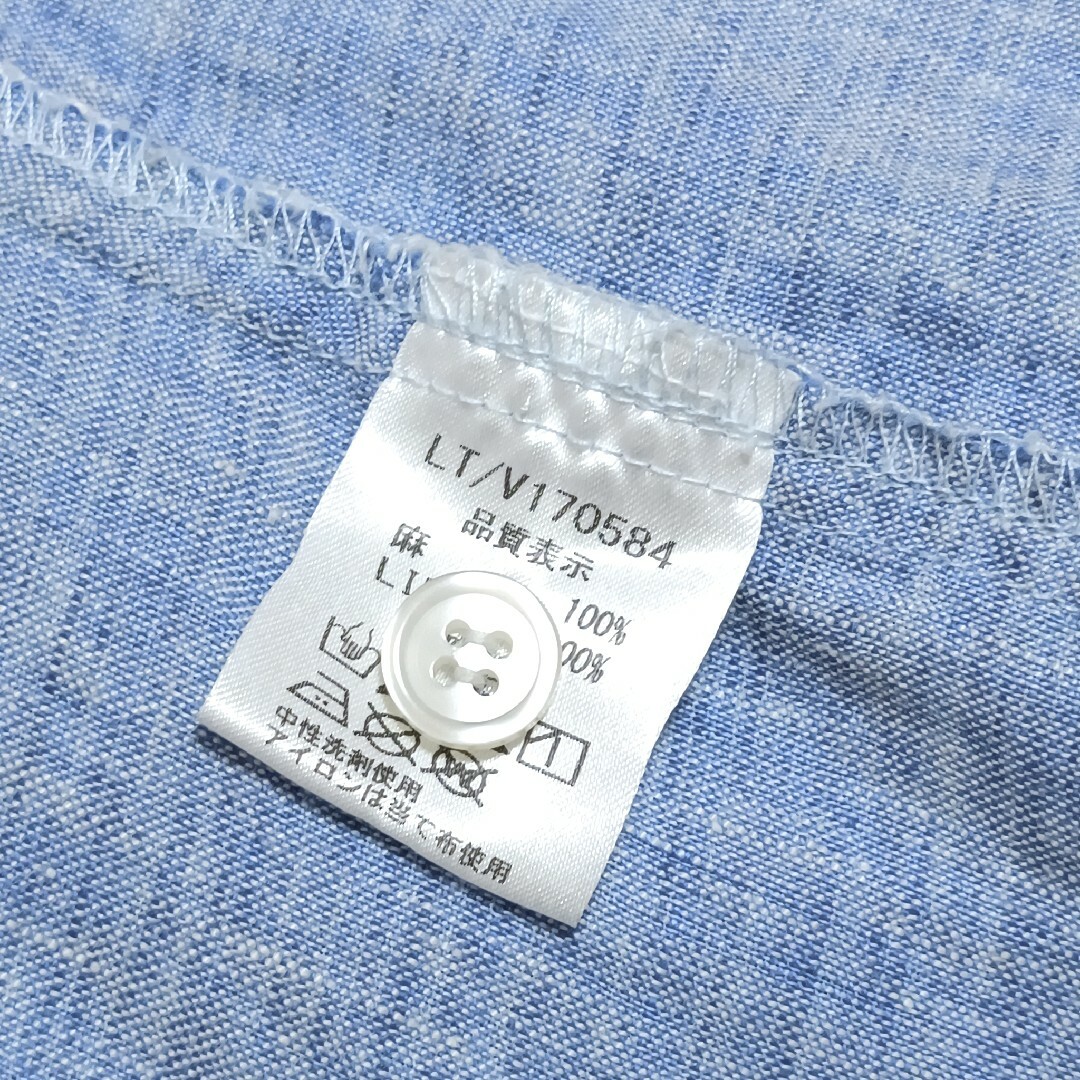 LT/V170584
品質表示
麻 100%
中性洗剤使用
アイロンは当て布使用